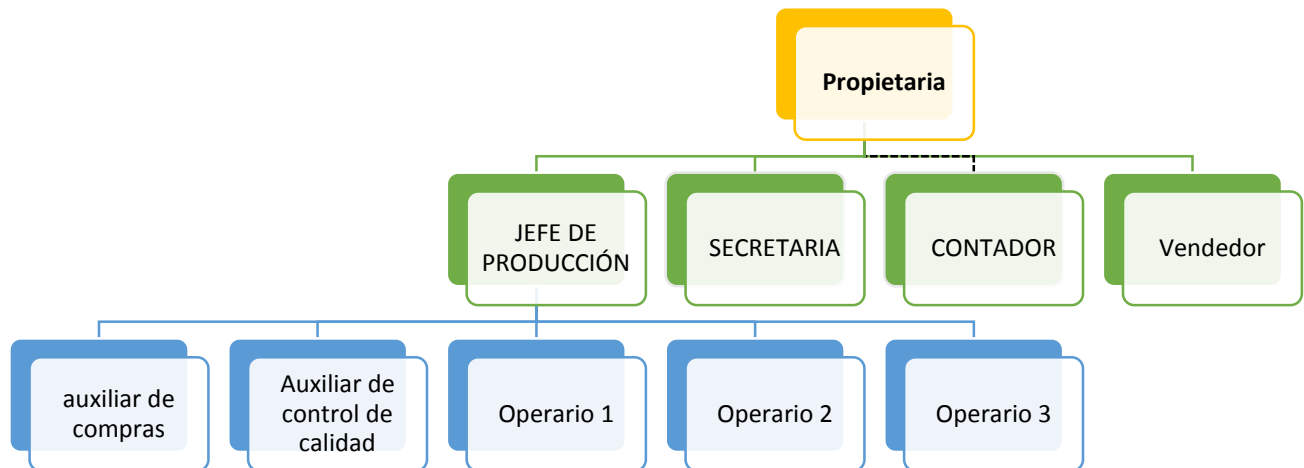 Propietaria
JEFE DE
PRODUCCIÓN
SECRETARIA
CONTADOR
Vendedor
auxiliar de
compras
Auxiliar de
control de
calidad
Operario 1
Operario 2
Operario 3